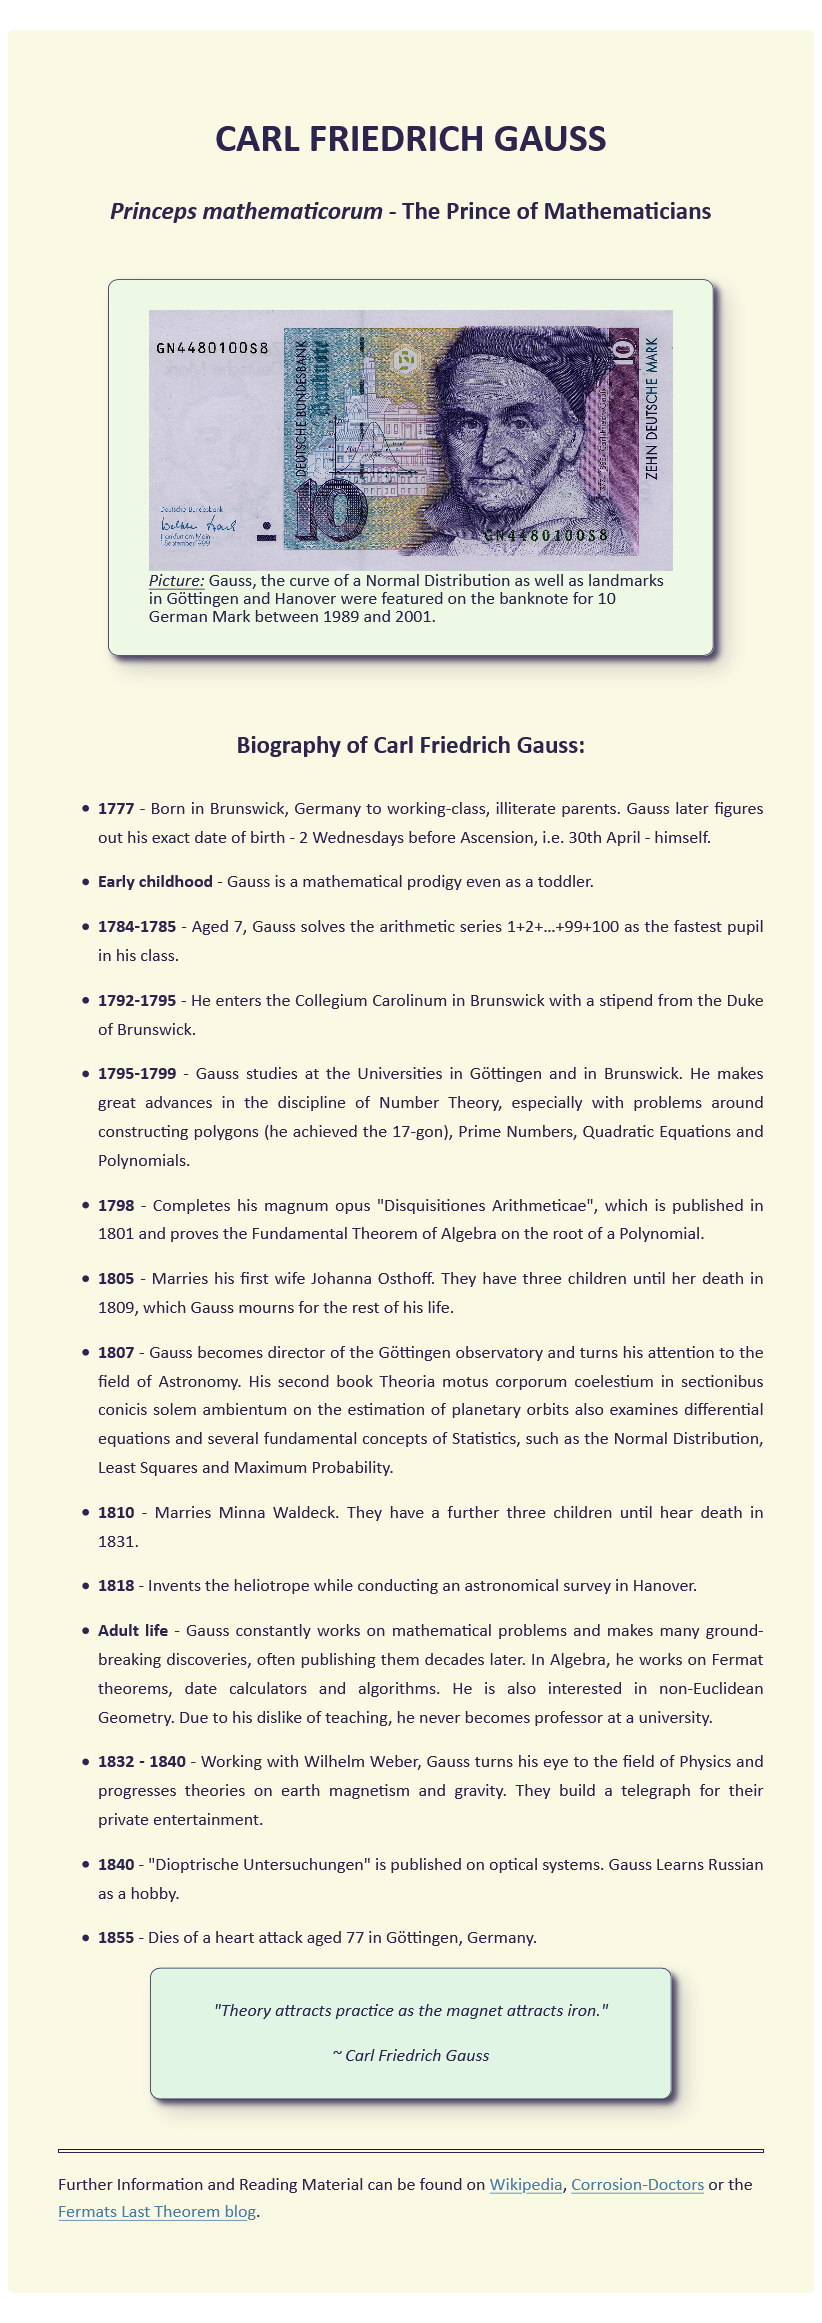 CARL FRIEDRICH GAUSS
Princeps mathematicorum - The Prince of Mathematicians
GN4480100S8
DEUTSCHE BUNDESBANK
Banknote
10
ZEHN DEUTSCHE MARK
Deutsche Bundesbank
Frankfurt am Main
1. September 1999
10
GN4480100S8
Picture: Gauss, the curve of a Normal Distribution as well as landmarks
in Göttingen and Hanover were featured on the banknote for 10
German Mark between 1989 and 2001.
Biography of Carl Friedrich Gauss:
• 1777 - Born in Brunswick, Germany to working-class, illiterate parents. Gauss later figures
out his exact date of birth - 2 Wednesdays before Ascension, i.e. 30th April - himself.
• Early childhood - Gauss is a mathematical prodigy even as a toddler.
• 1784-1785 - Aged 7, Gauss solves the arithmetic series 1+2+...+99+100 as the fastest pupil
in his class.
• 1792-1795 - He enters the Collegium Carolinum in Brunswick with a stipend from the Duke
of Brunswick.
• 1795-1799 - Gauss studies at the Universities in Göttingen and in Brunswick. He makes
great advances in the discipline of Number Theory, especially with problems around
constructing polygons (he achieved the 17-gon), Prime Numbers, Quadratic Equations and
Polynomials.
• 1798 - Completes his magnum opus "Disquisitiones Arithmeticae", which is published in
1801 and proves the Fundamental Theorem of Algebra on the root of a Polynomial.
• 1805 - Marries his first wife Johanna Osthoff. They have three children until her death in
1809, which Gauss mourns for the rest of his life.
• 1807 - Gauss becomes director of the Göttingen observatory and turns his attention to the
field of Astronomy. His second book Theoria motus corporum coelestium in sectionibus
conicis solem ambientum on the estimation of planetary orbits also examines differential
equations and several fundamental concepts of Statistics, such as the Normal Distribution,
Least Squares and Maximum Probability.
• 1810 - Marries Minna Waldeck. They have a further three children until hear death in
1831.
• 1818 - Invents the heliotrope while conducting an astronomical survey in Hanover.
• Adult life - Gauss constantly works on mathematical problems and makes many ground-
breaking discoveries, often publishing them decades later. In Algebra, he works on Fermat
theorems, date calculators and algorithms. He is also interested in non-Euclidean
Geometry. Due to his dislike of teaching, he never becomes professor at a university.
• 1832 - 1840 - Working with Wilhelm Weber, Gauss turns his eye to the field of Physics and
progresses theories on earth magnetism and gravity. They build a telegraph for their
private entertainment.
• 1840 - "Dioptrische Untersuchungen" is published on optical systems. Gauss Learns Russian
as a hobby.
• 1855 - Dies of a heart attack aged 77 in Göttingen, Germany.
"Theory attracts practice as the magnet attracts iron."
~ Carl Friedrich Gauss
Further Information and Reading Material can be found on Wikipedia, Corrosion-Doctors or the
Fermats Last Theorem blog.